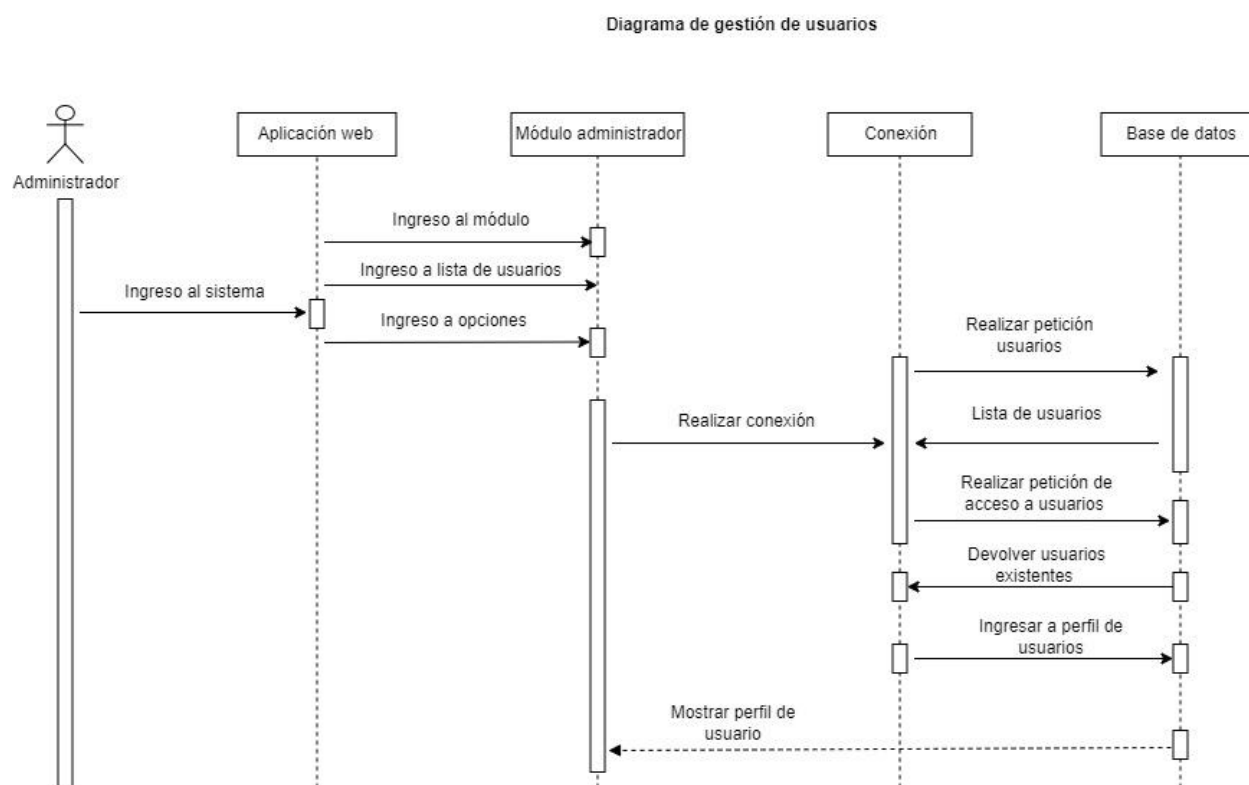 Diagrama de gestión de usuarios
Aplicación web
Módulo administrador
Conexión
Base de datos
Administrador
Ingreso al módulo
Ingreso a lista de usuarios
Ingreso al sistema
Ingreso a opciones
Realizar petición
usuarios
Realizar conexión
Lista de usuarios
Realizar petición de
acceso a usuarios
Devolver usuarios
existentes
Ingresar a perfil de
usuarios
Mostrar perfil de
usuario